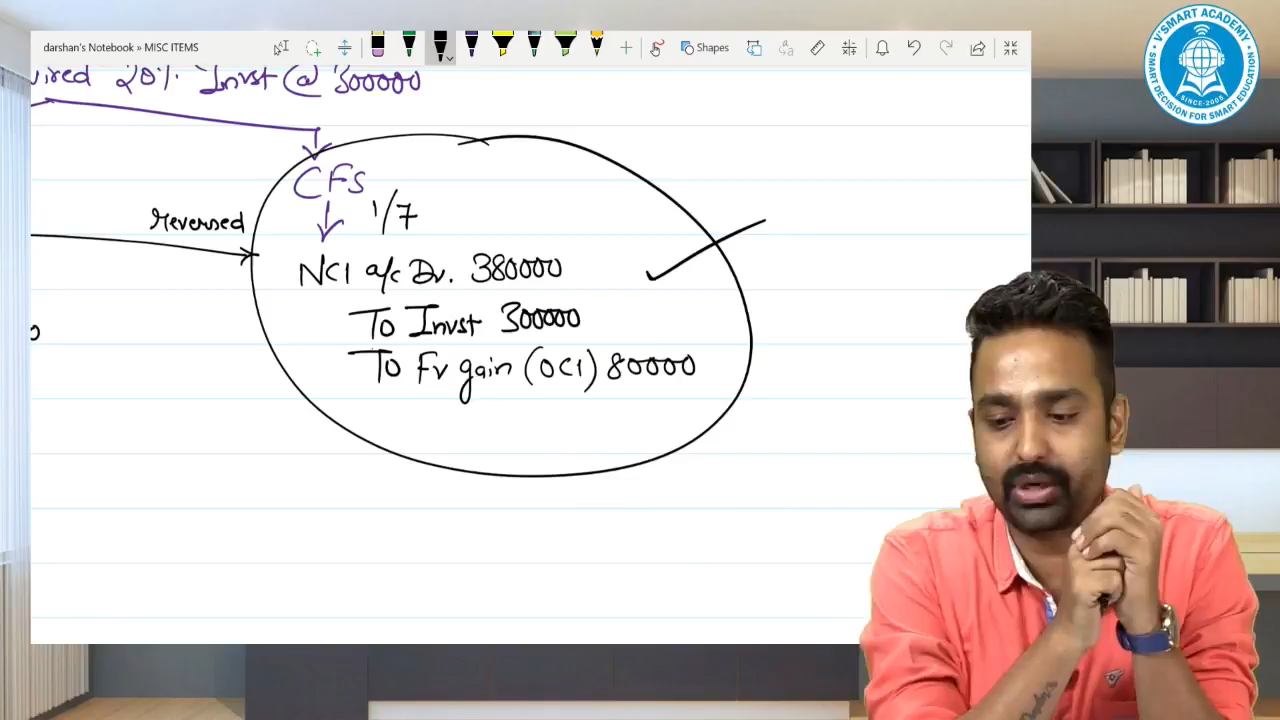 darshan's Notebook » MISC ITEMS
Shapes
20% Invst @ 300000
CFS
1/7
reversed
NCI a/c Dr. 380000
To Invst 300000
To Fv gain (OCI) 80000
V'SMART ACADEMY
SINCE-2005
SMART DECISION FOR SMART EDUCATION